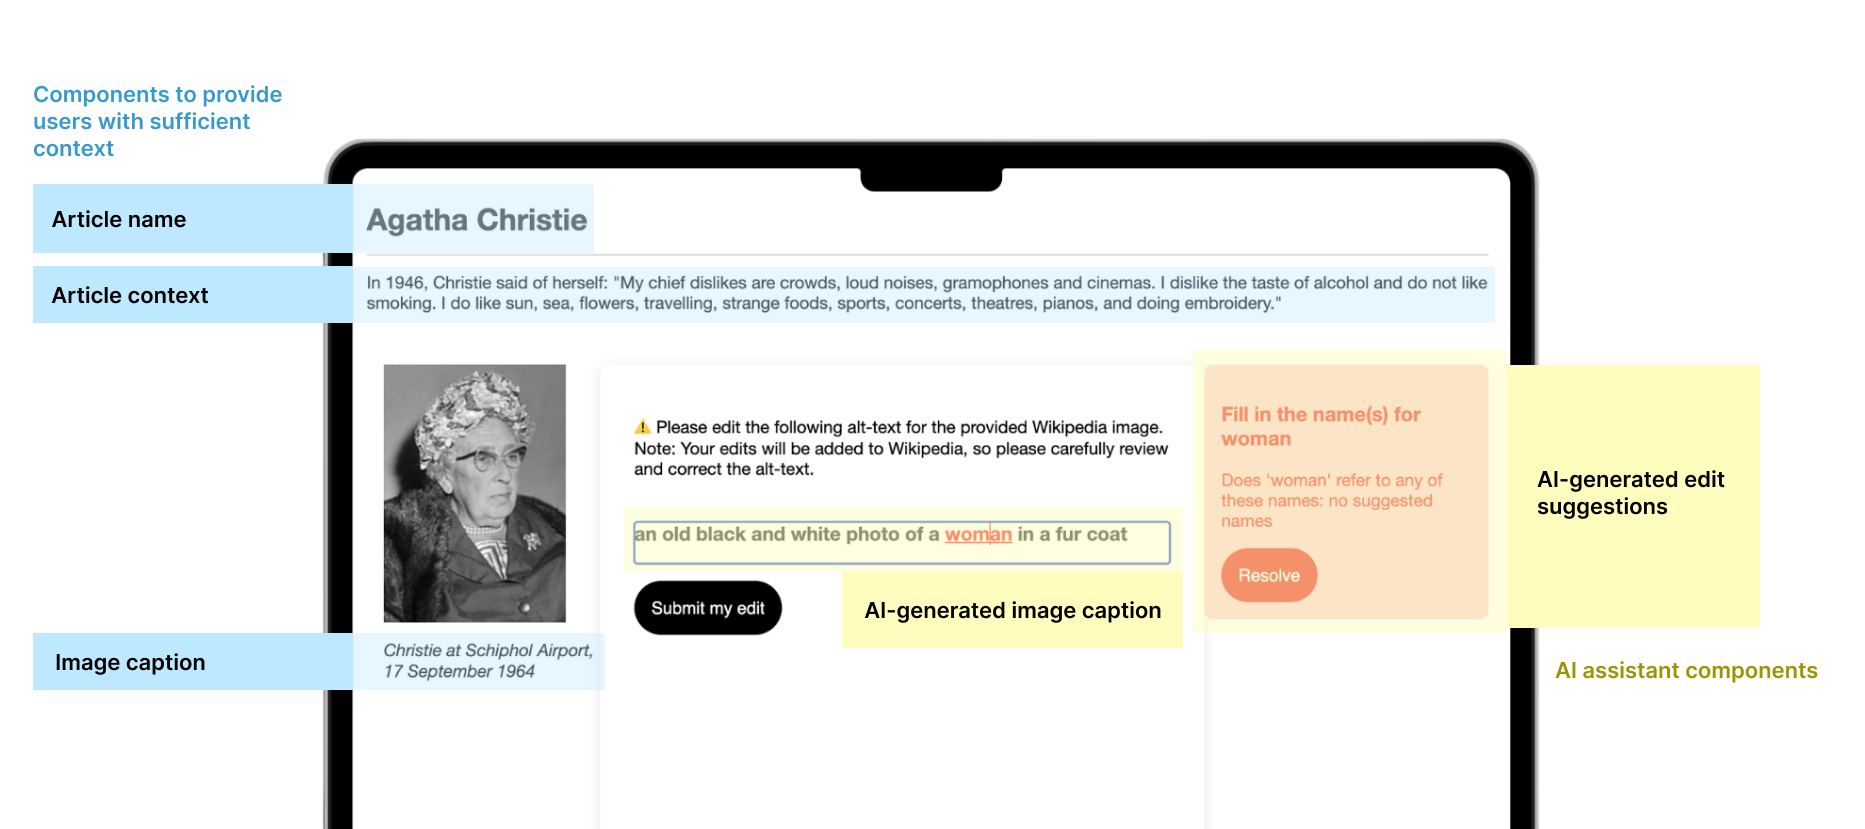 Components to provide
users with sufficient
context
Article name
Agatha Christie
Article context
In 1946, Christie said of herself: "My chief dislikes are crowds, loud noises, gramophones and cinemas. I dislike the taste of alcohol and do not like
smoking. I do like sun, sea, flowers, travelling, strange foods, sports, concerts, theatres, pianos, and doing embroidery."
⚠️ Please edit the following alt-text for the provided Wikipedia image.
Note: Your edits will be added to Wikipedia, so please carefully review
and correct the alt-text.
an old black and white photo of a woman in a fur coat
Submit my edit
AI-generated image caption
Fill in the name(s) for
woman
Does 'woman' refer to any of
these names: no suggested
names
Resolve
AI-generated edit
suggestions
Image caption
Christie at Schiphol Airport,
17 September 1964
AI assistant components